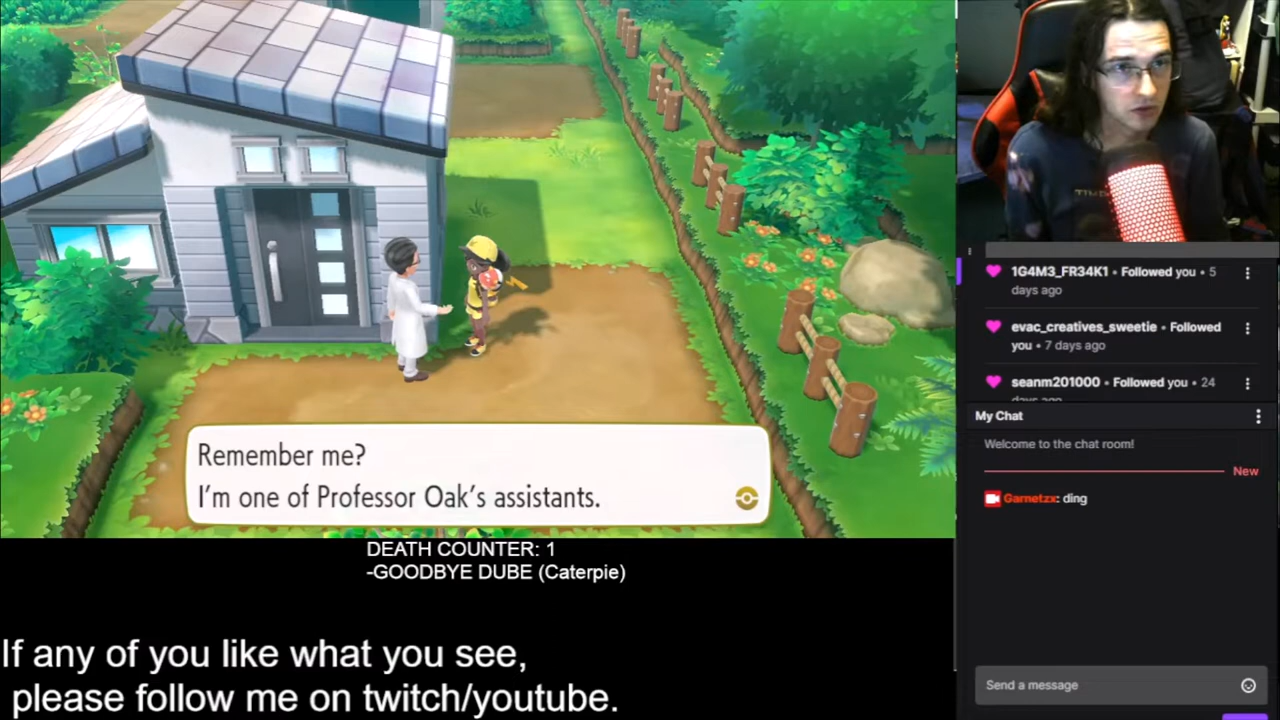 Remember me?
I'm one of Professor Oak's assistants.
DEATH COUNTER: 1
-GOODBYE DUBE (Caterpie)
If any of you like what you see,
please follow me on twitch/youtube.
1G4M3_FR34K1 • Followed you • 5
days ago
evac_creatives_sweetie • Followed
you • 7 days ago
seanm201000 • Followed you • 24
days ago
My Chat
Welcome to the chat room!
New
Garnetzx: ding
Send a message